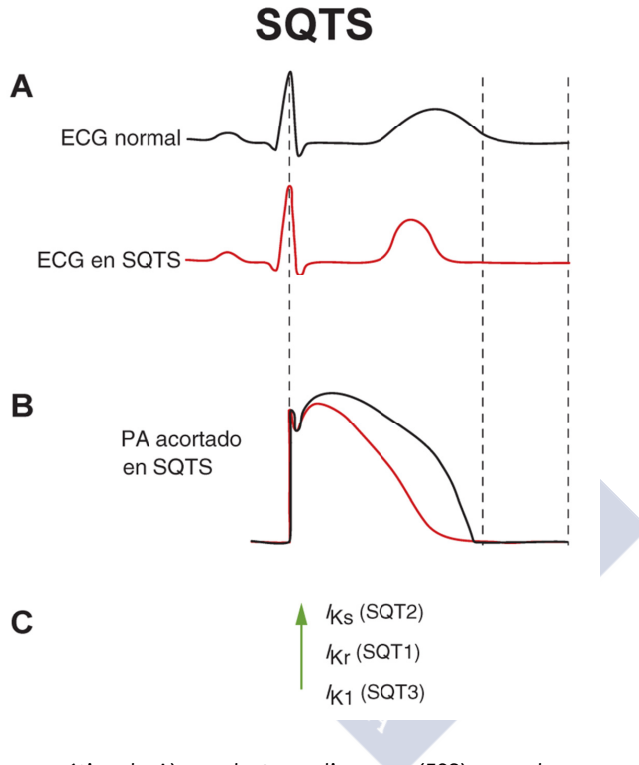 SQTS
A
ECG normal
ECG en SQTS
B
PA acortado
en SQTS
C
IKs (SQT2)
IKr (SQT1)
IK1 (SQT3)